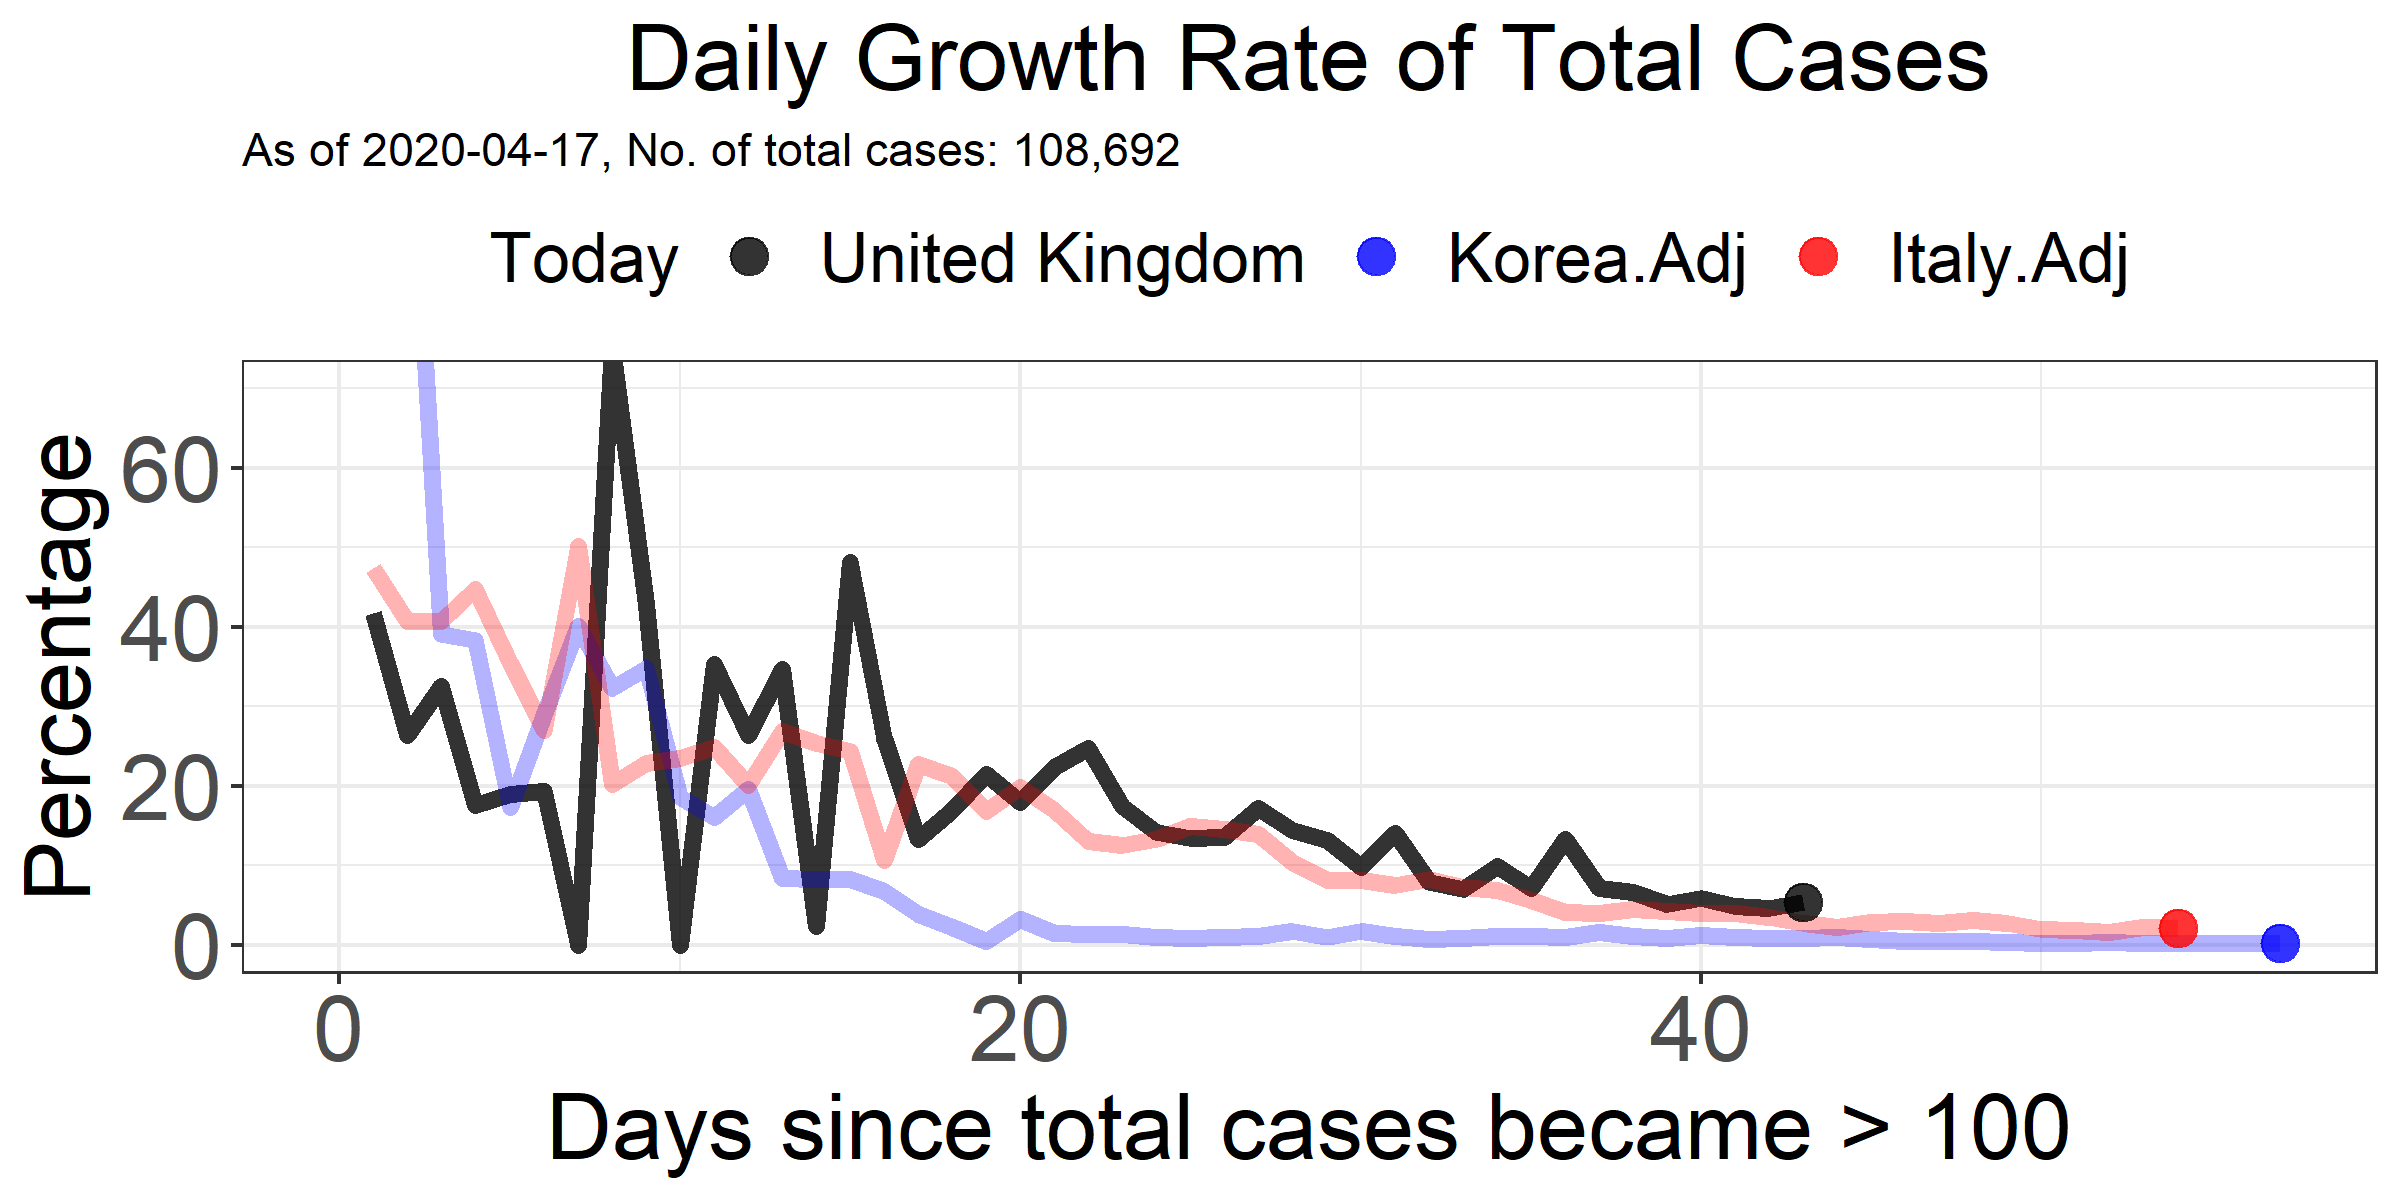 Daily Growth Rate of Total Cases
As of 2020-04-17, No. of total cases: 108,692
Today United Kingdom Korea.Adj Italy.Adj
Percentage
60
40
20
0
0 20 40
Days since total cases became > 100